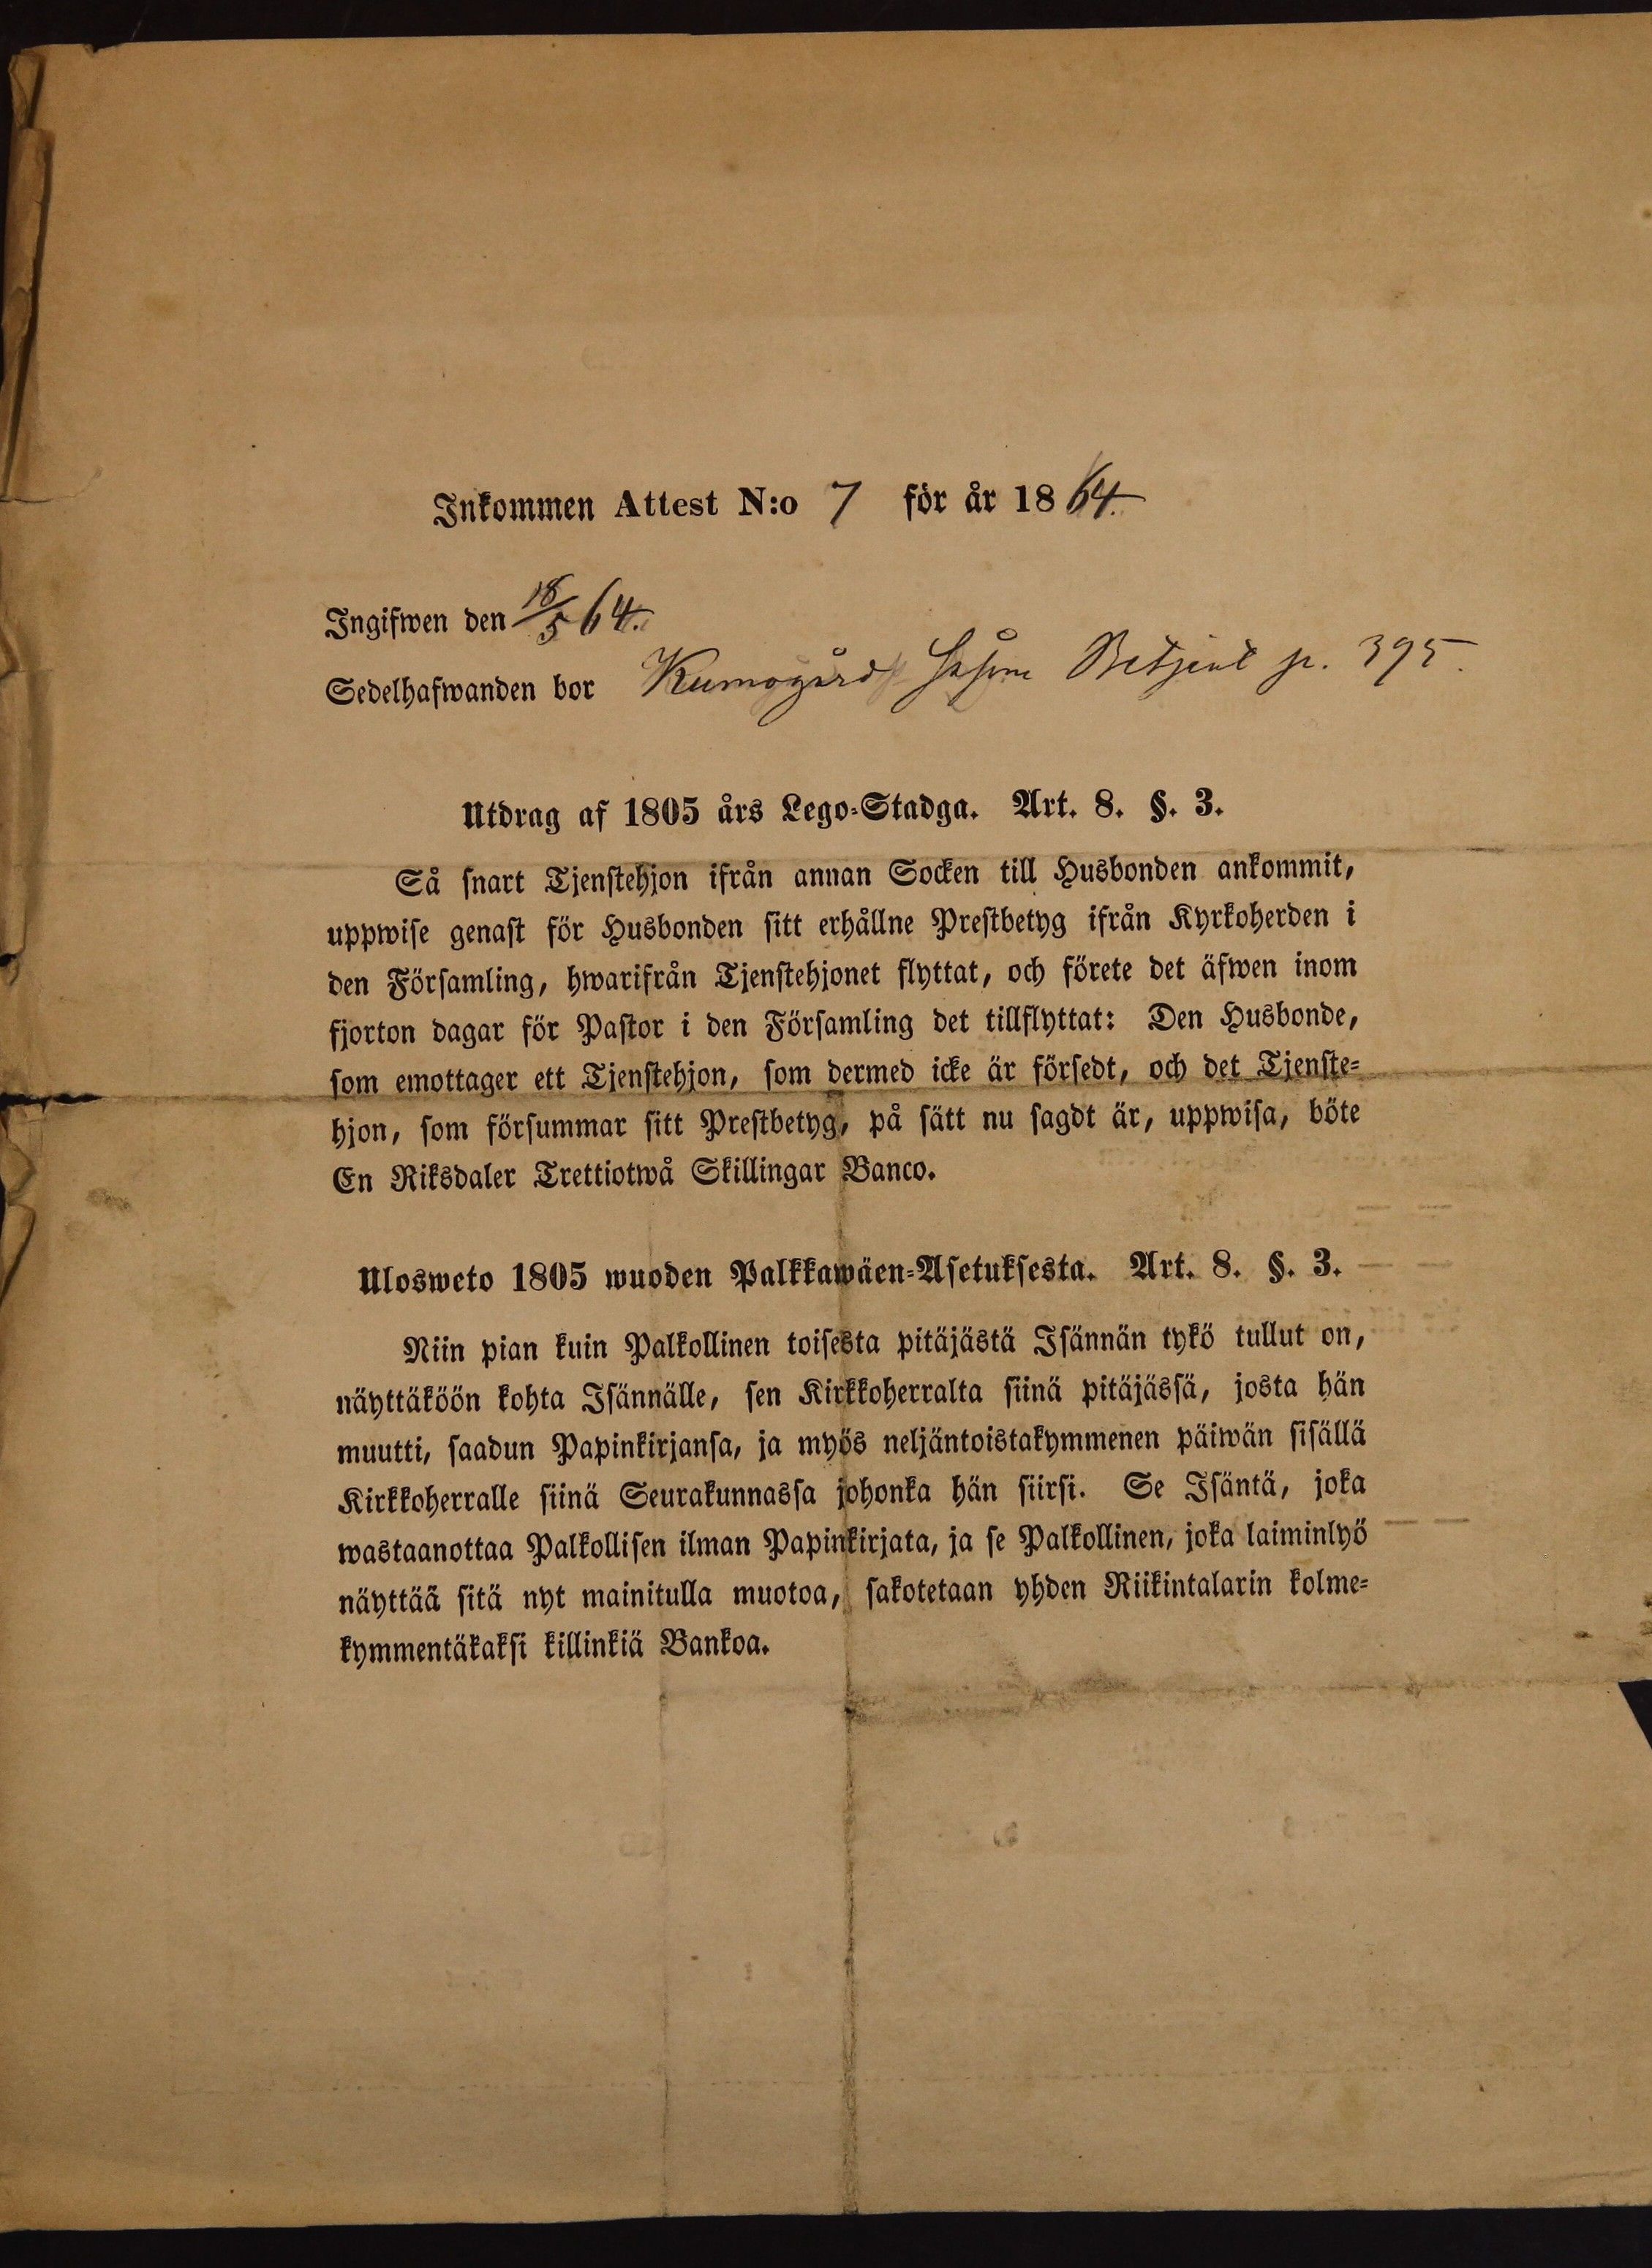 Inkommen Attest N:o 7 för år 1864.
Ingifwen den 18/5 64.
Sedelhafwanden bor Kumogård såsom Betjent p. 395.
Utdrag af 1805 års Lego-Stadga. Art. 8. §. 3.
Så snart Tjenstehjon ifrån annan Socken till Husbonden ankommit,
uppwise genast för Husbonden sitt erhållne Prestbetyg ifrån Kyrkoherden i
den Församling, hwarifrån Tjenstehjonet flyttat, och förete det äfwen inom
fjorton dagar för Pastor i den Församling det tillflyttat: Den Husbonde,
som emottager ett Tjenstehjon, som dermed icke är försedt, och det Tjenste-
hjon, som försummar sitt Prestbetyg, på sätt nu sagdt är, uppwisa, böte
En Riksdaler Trettiotwå Skillingar Banco.
Ulosweto 1805 wuoden Palkkawäen-Asetuksesta. Art. 8. §. 3.
Niin pian kuin Palkollinen toisesta pitäjästä Isännän tykö tullut on,
näyttäköön kohta Isännälle, sen Kirkkoherralta siinä pitäjässä, josta hän
muutti, saadun Papinkirjansa, ja myös neljäntoistakymmenen päiwän sisällä
Kirkkoherralle siinä Seurakunnassa johonka hän siirsi. Se Isäntä, joka
wastaanottaa Palkollisen ilman Papinkirjata, ja se Palkollinen, joka laiminlyö
näyttää sitä nyt mainitulla muotoa, sakotetaan yhden Riikintalarin kolme-
kymmentäkaksi killinkiä Bankoa.